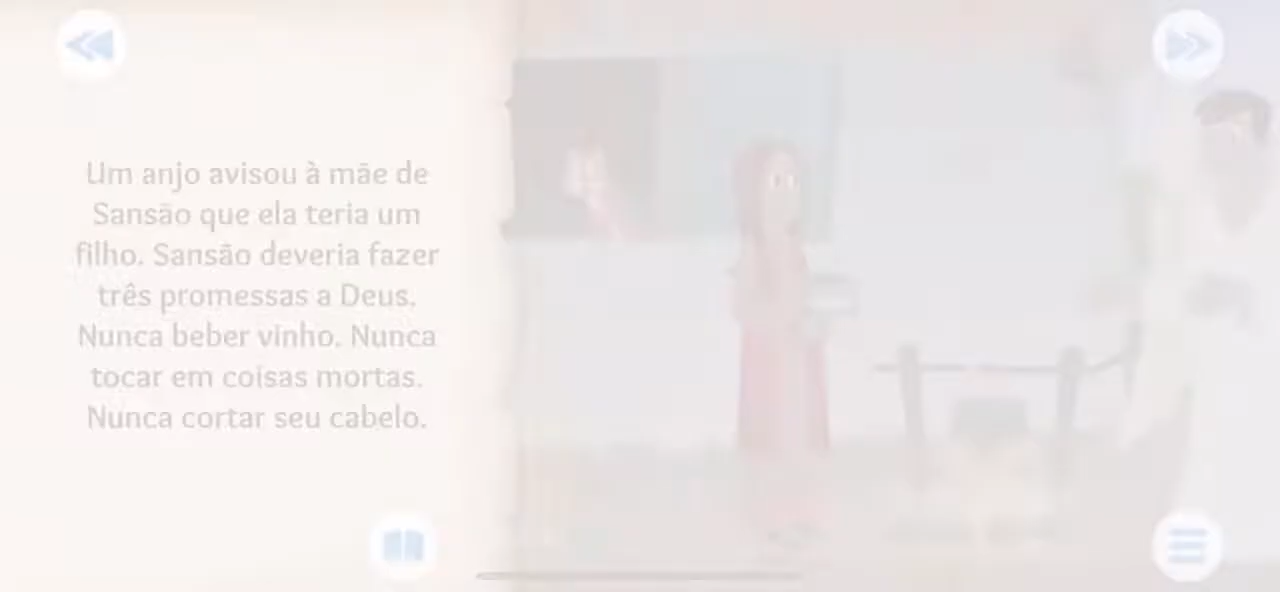 Um anjo avisou à mãe de
Sansão que ela teria um
filho. Sansão deveria fazer
três promessas a Deus.
Nunca beber vinho. Nunca
tocar em coisas mortas.
Nunca cortar seu cabelo.